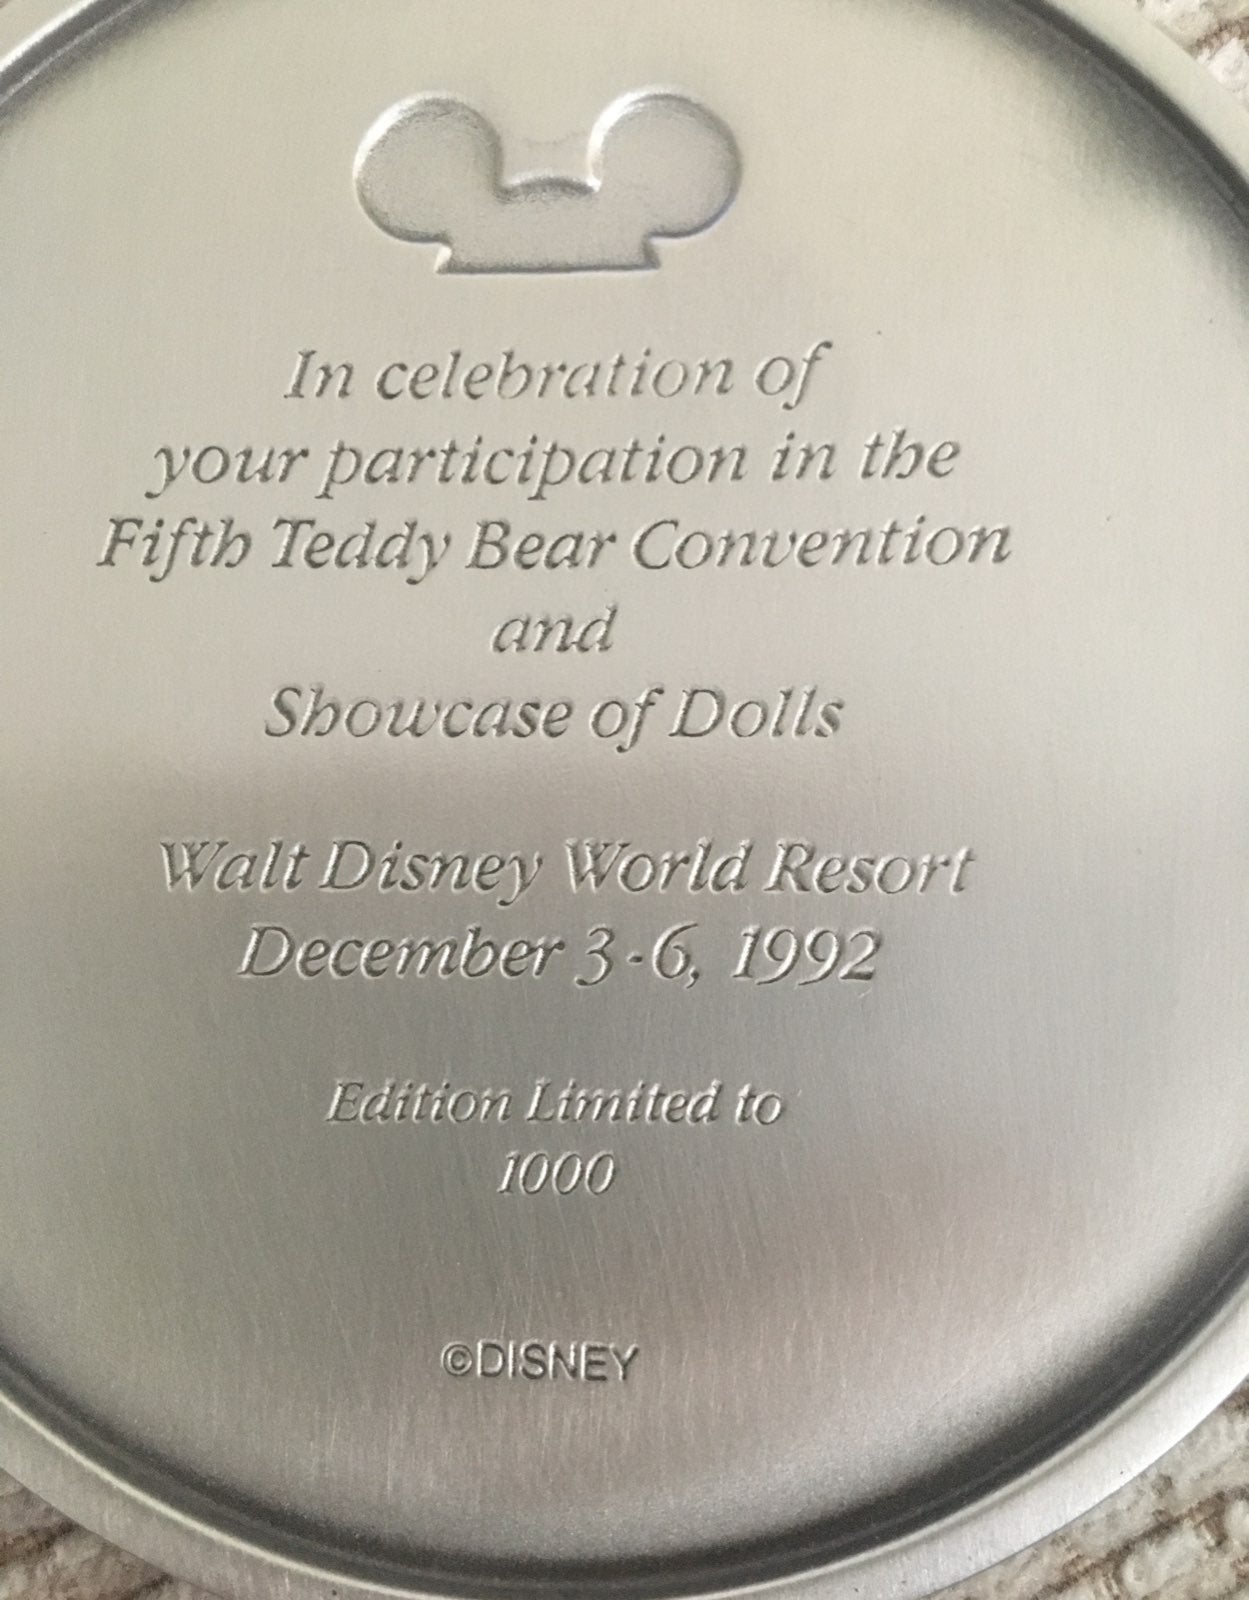 In celebration of
your participation in the
Fifth Teddy Bear Convention
and
Showcase of Dolls
Walt Disney World Resort
December 3-6, 1992
Edition Limited to
1000
©DISNEY